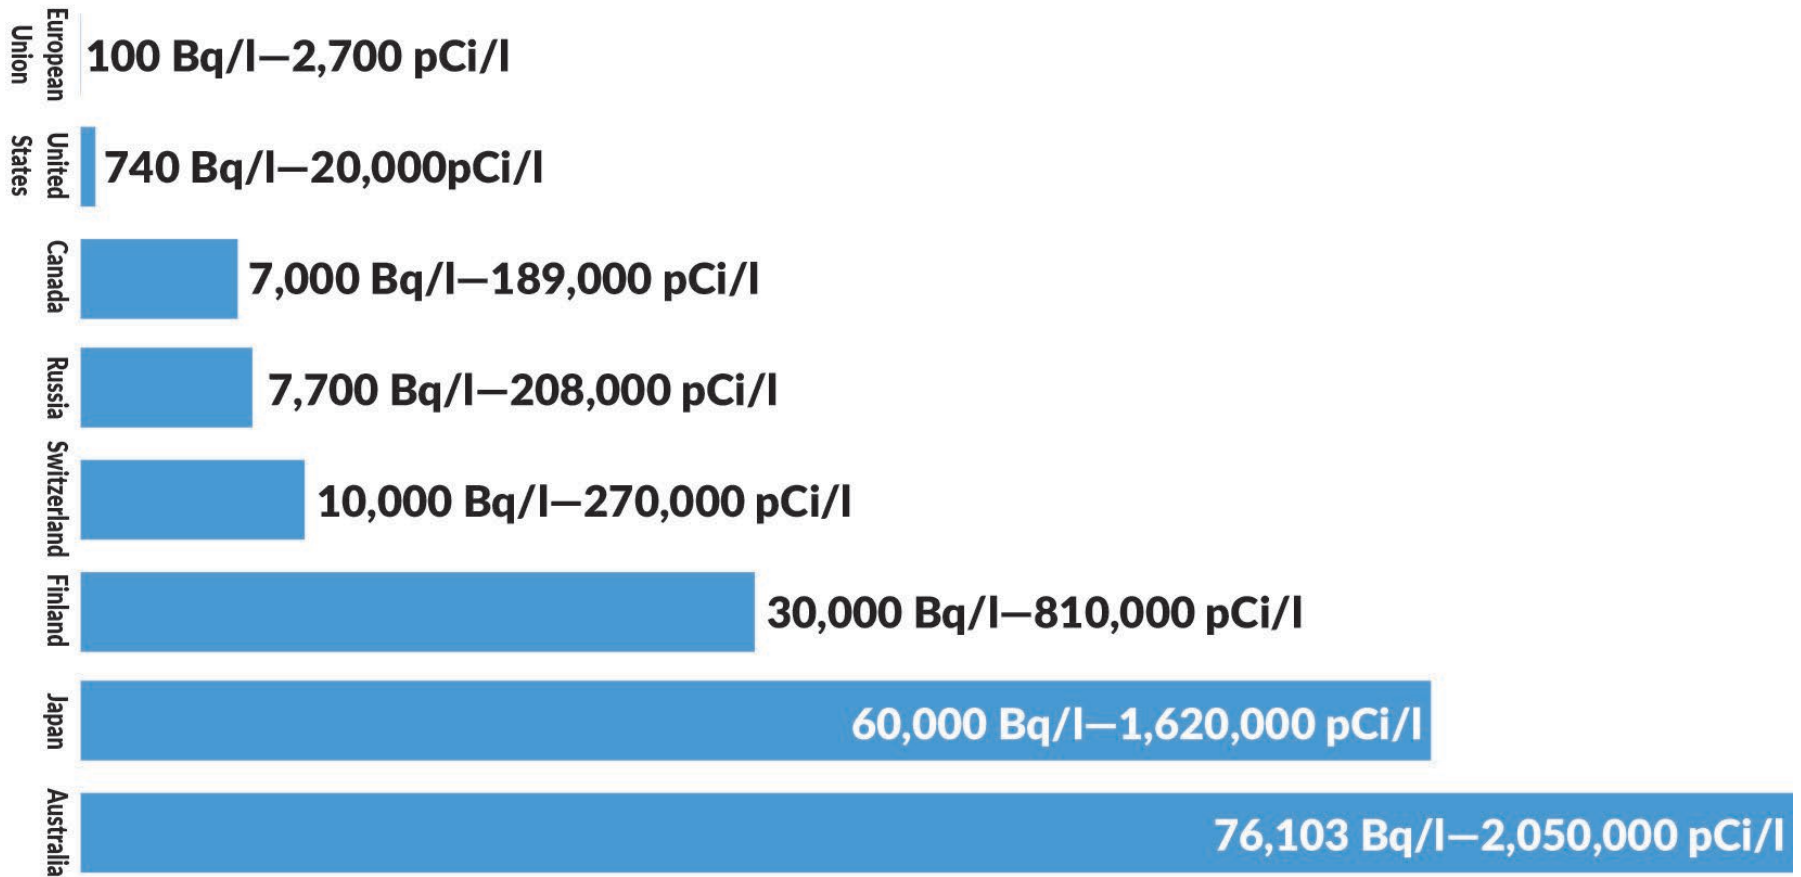 European
Union
100 Bq/l—2,700 pCi/l
United
States
740 Bq/l—20,000pCi/l
Canada
7,000 Bq/l—189,000 pCi/l
Russia
7,700 Bq/l—208,000 pCi/l
Switzerland
10,000 Bq/l—270,000 pCi/l
Finland
30,000 Bq/l—810,000 pCi/l
Japan
60,000 Bq/l—1,620,000 pCi/l
Australia
76,103 Bq/l—2,050,000 pCi/l